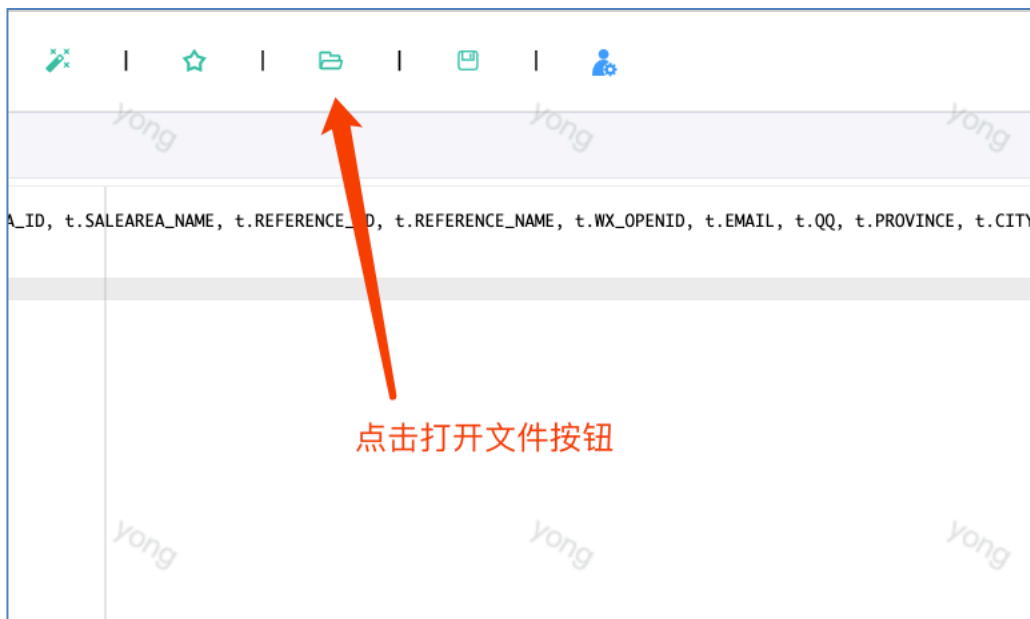 yong yong yong
A_ID, t.SALEAREA_NAME, t.REFERENCE_ID, t.REFERENCE_NAME, t.WX_OPENID, t.EMAIL, t.QQ, t.PROVINCE, t.CITY
点击打开文件按钮
yong yong yong